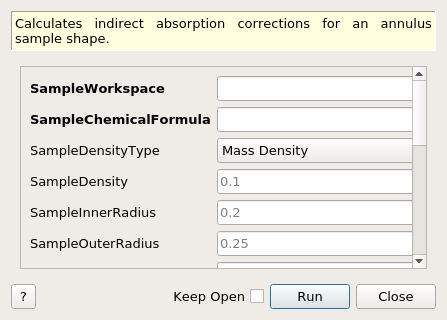 Calculates indirect absorption corrections for an annulus
sample shape.
SampleWorkspace
SampleChemicalFormula
SampleDensityType Mass Density
SampleDensity 0.1
SampleInnerRadius 0.2
SampleOuterRadius 0.25
? Keep Open Run Close